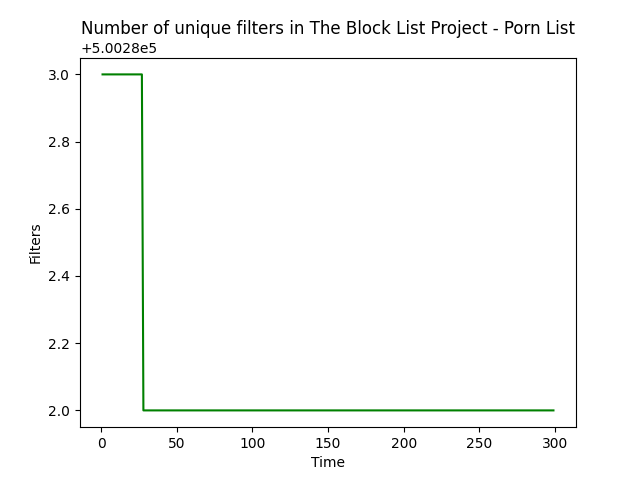 Number of unique filters in The Block List Project - Porn List
+5.0028e5
3.0
2.8
2.6
2.4
2.2
2.0
Filters
0 50 100 150 200 250 300
Time